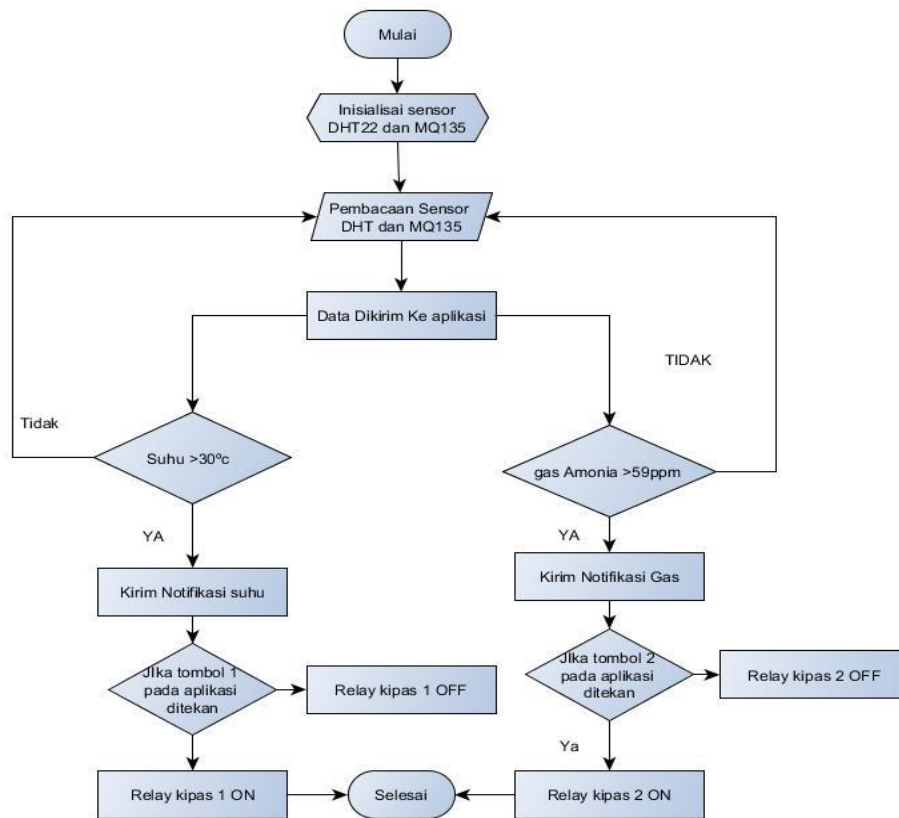 Mulai
Inisialisai sensor
DHT22 dan MQ135
Pembacaan Sensor
DHT dan MQ135
Data Dikirim Ke aplikasi
TIDAK
Tidak
Suhu >30ºc
gas Amonia >59ppm
YA
YA
Kirim Notifikasi suhu
Kirim Notifikasi Gas
JIka tombol 1
pada aplikasi
ditekan
Relay kipas 1 OFF
JIka tombol 2
pada aplikasi
ditekan
Relay kipas 2 OFF
Ya
Relay kipas 1 ON
Selesai
Relay kipas 2 ON